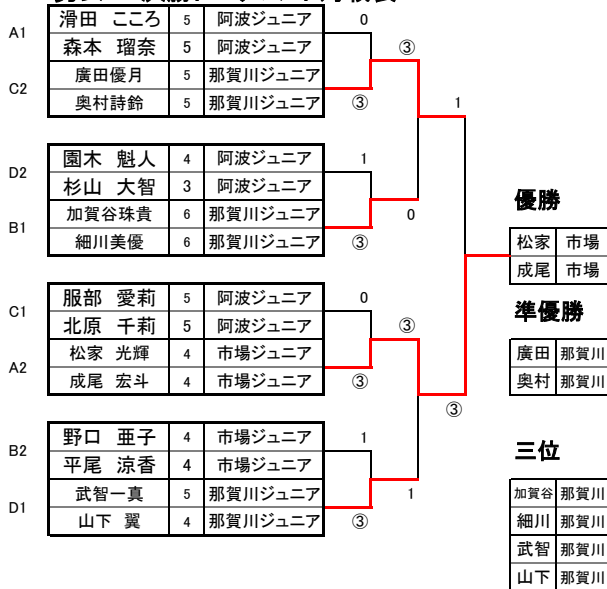 A1 滑田 こころ 5 阿波ジュニア 0
森本 瑠奈 5 阿波ジュニア
③
C2 廣田優月 5 那賀川ジュニア
奥村詩鈴 5 那賀川ジュニア ③
1
D2 園木 魁人 4 阿波ジュニア 1
杉山 大智 3 阿波ジュニア
B1 加賀谷珠貴 6 那賀川ジュニア 0
細川美優 6 那賀川ジュニア ③
C1 服部 愛莉 5 阿波ジュニア 0
北原 千莉 5 阿波ジュニア
③
A2 松家 光輝 4 市場ジュニア
成尾 宏斗 4 市場ジュニア ③
③
B2 野口 亜子 4 市場ジュニア 1
平尾 涼香 4 市場ジュニア
D1 武智一真 5 那賀川ジュニア 1
山下 翼 4 那賀川ジュニア ③
優勝
松家 市場
成尾 市場
準優勝
廣田 那賀川
奥村 那賀川
三位
加賀谷 那賀川
細川 那賀川
武智 那賀川
山下 那賀川